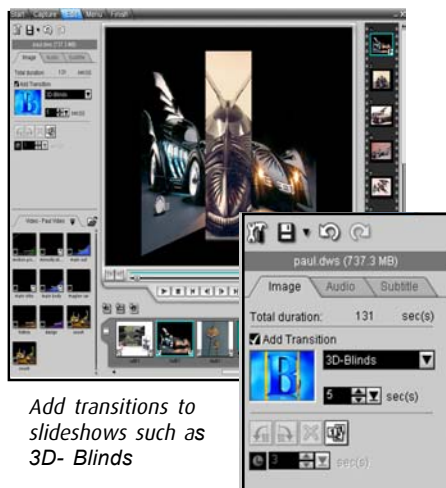 Start Capture Edit Menu Finish
paul.dws (737.3 MB)
Image Audio Subtitle
Total duration: 131 sec(s)
Add Transition
3D-Blinds
sec(s)
Video - Paul Video
Add transitions to
slideshows such as
3D- Blinds
paul.dws (737.3 MB)
Image Audio Subtitle
Total duration: 131 sec(s)
Add Transition
3D-Blinds
5 sec(s)
3 sec(s)